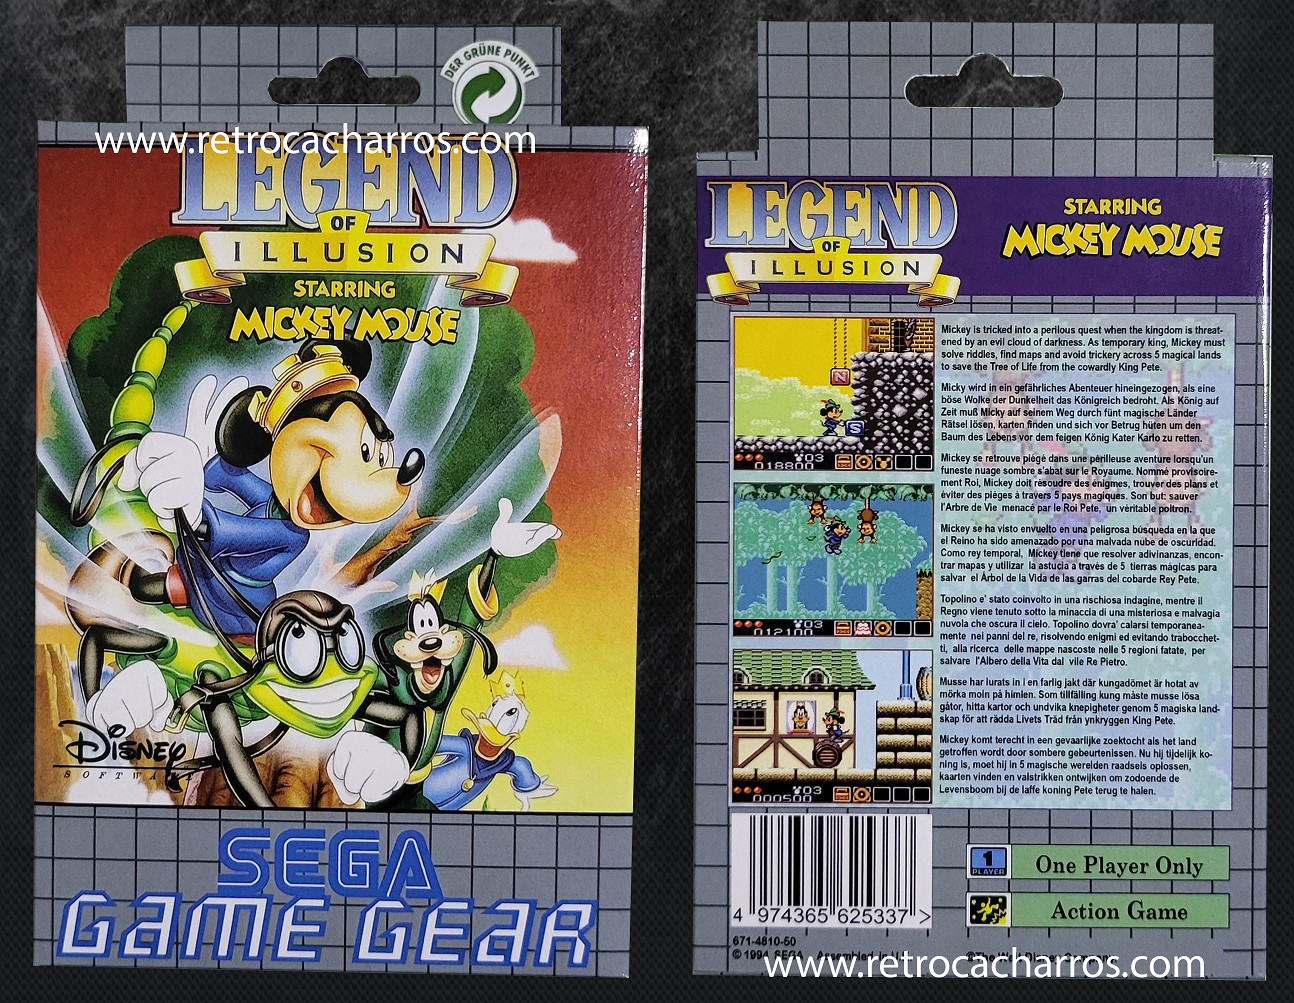 DER GRÜNE PUNKT
www.retrocacharros.com
LEGEND
OF
ILLUSION
STARRING
MICKEY MOUSE
DISNEY
SOFTWARE
SEGA
GAME GEAR
LEGEND
OF
ILLUSION
STARRING
MICKEY MOUSE
N
S
03
018800
03
012100
03
000500
Mickey is tricked into a perilous quest when the kingdom is threat-
ened by an evil cloud of darkness. As temporary king, Mickey must
solve riddles, find maps and avoid trickery across 5 magical lands
to save the Tree of Life from the cowardly King Pete.
Micky wird in ein gefährliches Abenteuer hineingezogen, als eine
böse Wolke der Dunkelheit das Königreich bedroht. Als König auf
Zeit muß Micky auf seinem Weg durch fünt magische Länder
Rätsel lösen, karten finden und sich vor Betrug hüten um den
Baum des Lebens vor dem feigen König Kater Karlo zu retten.
Mickey se retrouve piégé dans une périlleuse aventure lorsqu'un
funeste nuage sombre s'abat sur le Royaume. Nommé provisoire-
ment Roi, Mickey doit résoudre des énigmes, trouver des plans et
éviter des pièges à travers 5 pays magiques. Son but: sauver
l'Arbre de Vie menacé par le Roi Pete, un véritable poltron.
Mickey se ha visto envuelto en una peligrosa búsqueda en la que
el Reino ha sido amenazado por una malvada nube de oscuridad.
Como rey temporal, Mickey tiene que resolver adivinanzas, encon-
trar mapas y utilizar la astucia a través de 5 tierras mágicas para
salvar el Árbol de la Vida de las garras del cobarde Rey Pete.
Topolino e' stato coinvolto in una rischiosa indagine, mentre il
Regno viene tenuto sotto la minaccia di una misteriosa e malvagia
nuvola che oscura il cielo. Topolino dovra' calarsi temporanea-
mente nei panni del re, risolvendo enigmi ed evitando trabocchet-
ti, alla ricerca delle mappe nascoste nelle 5 regioni fatate, per
salvare l'Albero della Vita dal vile Re Pietro.
Musse har lurats in i en farlig jakt där kungadömet är hotat av
mörka moln på himlen. Som tillfälling kung måste musse lösa
gåtor, hitta kartor och undvika knepigheter genom 5 magiska land-
skap för att rädda Livets Träd från ynkryggen King Pete.
Mickey komt terecht in een gevaarlijke zoektocht als het land
getroffen wordt door sombere gebeurtenissen. Nu hij tijdelijk ko-
ning is, moet hij in 5 magische werelden raadsels oplossen,
kaarten vinden en valstrikken ontwijken om zodoende de
Levensboom bij de laffe koning Pete terug te halen.
4 974365 625337 >
1
PLAYER
One Player Only
Action Game
671-4810-50
© 1994 SEGA Assembled in
©The Walt Disney Company
www.retrocacharros.com